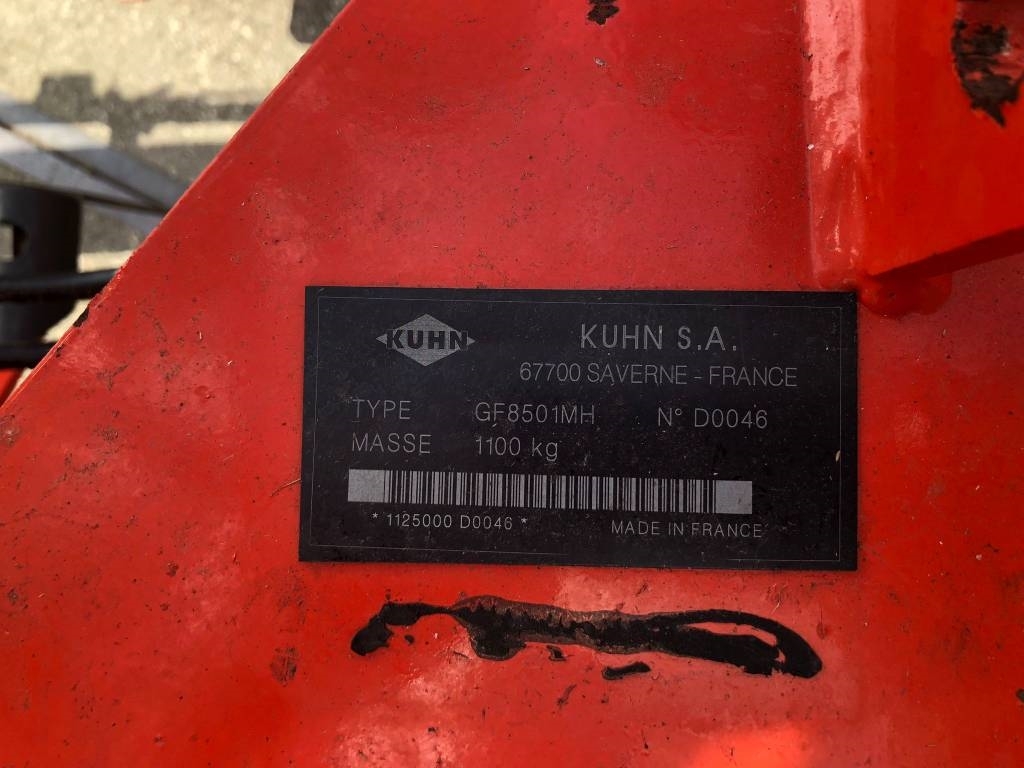 KUHN
KUHN S.A.
67700 SAVERNE - FRANCE
TYPE GF8501MH N° D0046
MASSE 1100 kg
* 1125000 D0046 * MADE IN FRANCE